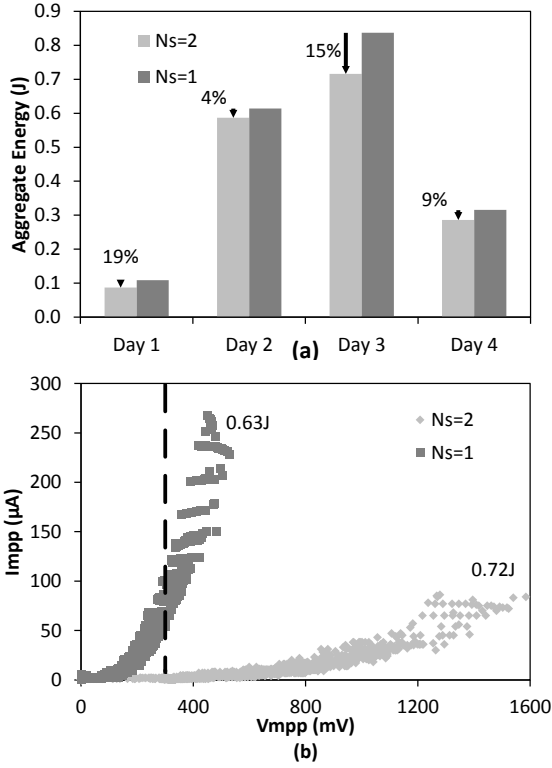 Aggregate Energy (J)
0.9
0.8
0.7
0.6
0.5
0.4
0.3
0.2
0.1
0.0
Ns=2
Ns=1
19%
4%
15%
9%
Day 1 Day 2 Day 3 Day 4
(a)
Impp (µA)
300
250
200
150
100
50
0
0.63J
Ns=2
Ns=1
0.72J
0 400 800 1200 1600
Vmpp (mV)
(b)